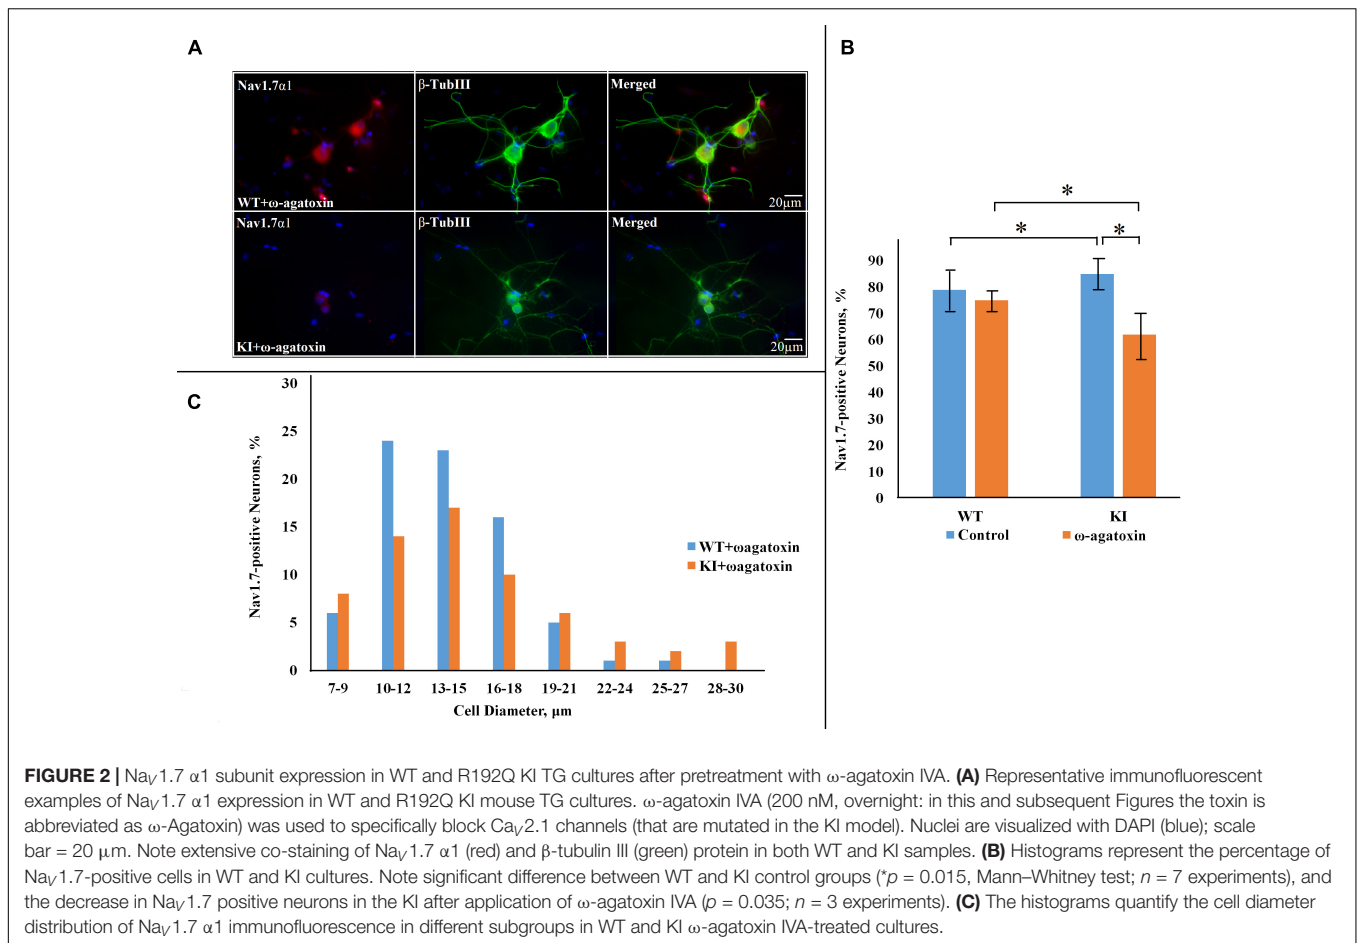 A
Nav1.7α1
β-TubIII
Merged
WT+ω-agatoxin
20µm
Nav1.7α1
β-TubIII
Merged
KI+ω-agatoxin
20µm
B
*
*
*
Nav1.7-positive Neurons, %
90
80
70
60
50
40
30
20
10
0
WT
KI
Control
ω-agatoxin
C
Nav1.7-positive Neurons, %
30
25
20
15
10
5
0
7-9
10-12
13-15
16-18
19-21
22-24
25-27
28-30
Cell Diameter, µm
WT+ωagatoxin
KI+ωagatoxin
FIGURE 2 | NaV1.7 α1 subunit expression in WT and R192Q KI TG cultures after pretreatment with ω-agatoxin IVA. (A) Representative immunofluorescent
examples of NaV1.7 α1 expression in WT and R192Q KI mouse TG cultures. ω-agatoxin IVA (200 nM, overnight: in this and subsequent Figures the toxin is
abbreviated as ω-Agatoxin) was used to specifically block CaV2.1 channels (that are mutated in the KI model). Nuclei are visualized with DAPI (blue); scale
bar = 20 µm. Note extensive co-staining of NaV1.7 α1 (red) and β-tubulin III (green) protein in both WT and KI samples. (B) Histograms represent the percentage of
NaV1.7-positive cells in WT and KI cultures. Note significant difference between WT and KI control groups (*p = 0.015, Mann–Whitney test; n = 7 experiments), and
the decrease in NaV1.7 positive neurons in the KI after application of ω-agatoxin IVA (p = 0.035; n = 3 experiments). (C) The histograms quantify the cell diameter
distribution of NaV1.7 α1 immunofluorescence in different subgroups in WT and KI ω-agatoxin IVA-treated cultures.